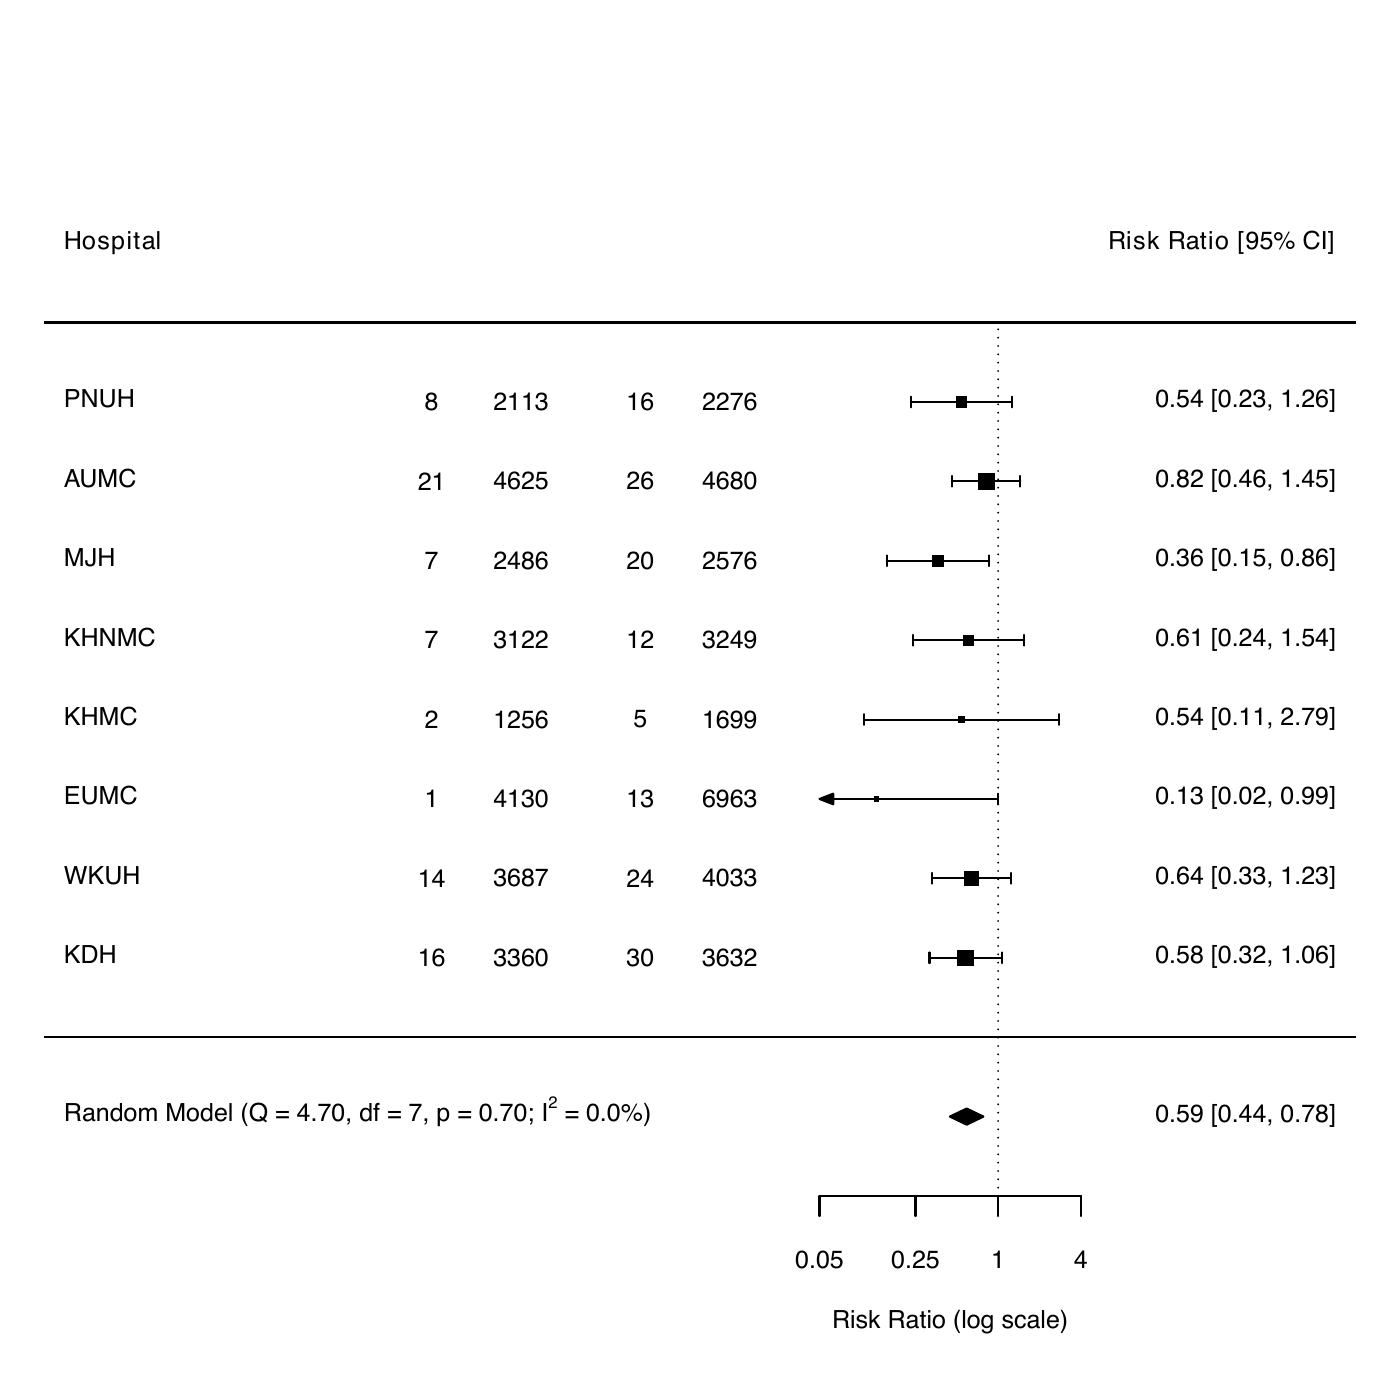 Hospital Risk Ratio [95% CI]
PNUH 8 2113 16 2276 0.54 [0.23, 1.26]
AUMC 21 4625 26 4680 0.82 [0.46, 1.45]
MJH 7 2486 20 2576 0.36 [0.15, 0.86]
KHNMC 7 3122 12 3249 0.61 [0.24, 1.54]
KHMC 2 1256 5 1699 0.54 [0.11, 2.79]
EUMC 1 4130 13 6963 0.13 [0.02, 0.99]
WKUH 14 3687 24 4033 0.64 [0.33, 1.23]
KDH 16 3360 30 3632 0.58 [0.32, 1.06]
Random Model (Q = 4.70, df = 7, p = 0.70; I² = 0.0%) 0.59 [0.44, 0.78]
0.05 0.25 1 4
Risk Ratio (log scale)